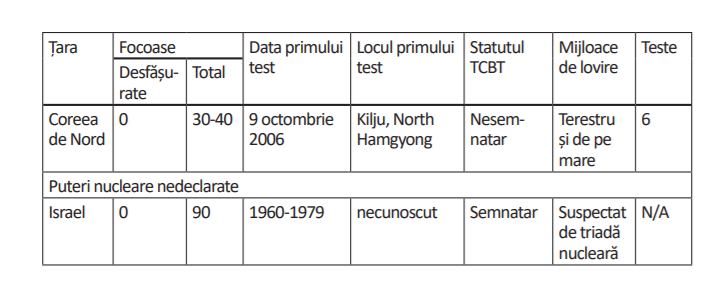 Țara Focoase Data primului test Locul primului test Statutul TCBT Mijloace de lovire Teste
Desfășu-rate Total
Coreea de Nord 0 30-40 9 octombrie 2006 Kilju, North Hamgyong Nesem-natar Terestru și de pe mare 6
Puteri nucleare nedeclarate
Israel 0 90 1960-1979 necunoscut Semnatar Suspectat de triadă nucleară N/A